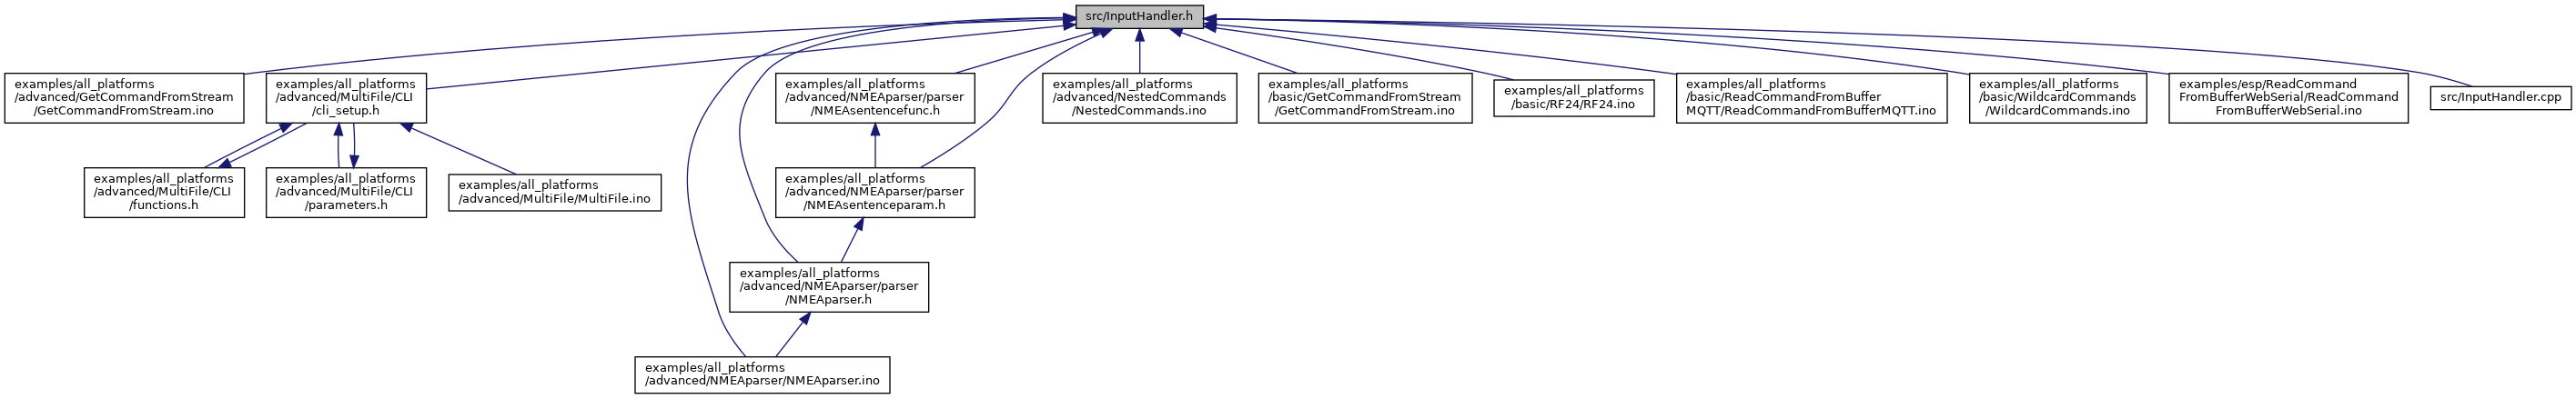 src/InputHandler.h
examples/all_platforms
/advanced/GetCommandFromStream
/GetCommandFromStream.ino
examples/all_platforms
/advanced/MultiFile/CLI
/cli_setup.h
examples/all_platforms
/advanced/NMEAparser/parser
/NMEAsentencefunc.h
examples/all_platforms
/advanced/NestedCommands
/NestedCommands.ino
examples/all_platforms
/basic/GetCommandFromStream
/GetCommandFromStream.ino
examples/all_platforms
/basic/RF24/RF24.ino
examples/all_platforms
/basic/ReadCommandFromBuffer
MQTT/ReadCommandFromBufferMQTT.ino
examples/all_platforms
/basic/WildcardCommands
/WildcardCommands.ino
examples/esp/ReadCommand
FromBufferWebSerial/ReadCommand
FromBufferWebSerial.ino
src/InputHandler.cpp
examples/all_platforms
/advanced/MultiFile/CLI
/functions.h
examples/all_platforms
/advanced/MultiFile/CLI
/parameters.h
examples/all_platforms
/advanced/MultiFile/MultiFile.ino
examples/all_platforms
/advanced/NMEAparser/parser
/NMEAsentenceparam.h
examples/all_platforms
/advanced/NMEAparser/parser
/NMEAparser.h
examples/all_platforms
/advanced/NMEAparser/NMEAparser.ino